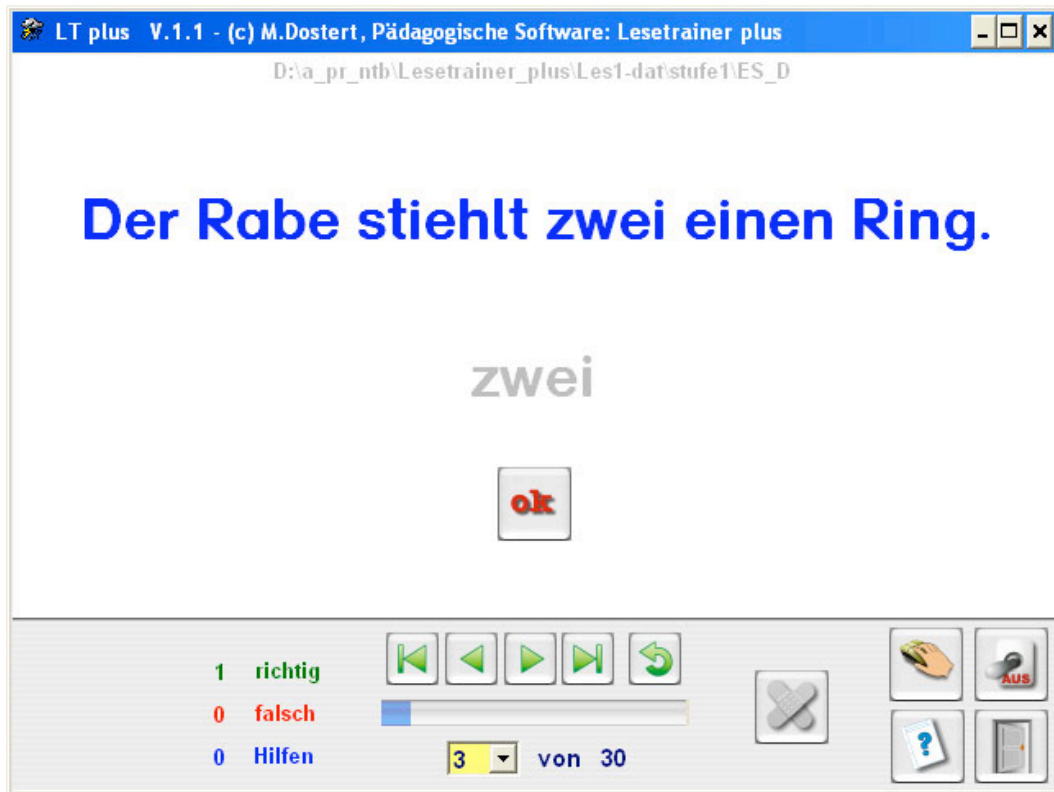 LT plus V.1.1 - (c) M.Dostert, Pädagogische Software: Lesetrainer plus
D:\a_pr_ntb\Lesetrainer_plus\Les1-dat\stufe1\ES_D
Der Rabe stiehlt zwei einen Ring.
zwei
ok
1 richtig
0 falsch
0 Hilfen
3 von 30
AUS
?